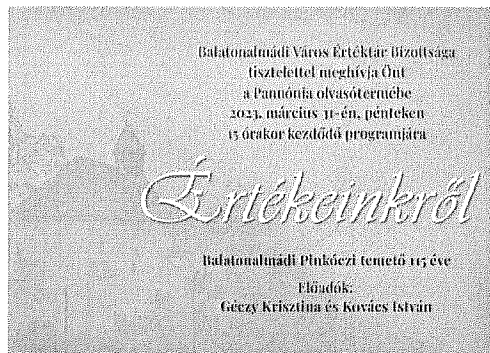 Balatonalmádi Város Értéktár Bizottsága
tisztelettel meghívja Önt
a Pannónia olvasótermébe
2023. március 31-én, pénteken
15 órakor kezdődő programjára
Értékeinkről
Balatonalmádi Pinkóczi temető 115 éve
Előadók:
Géczy Krisztina és Kovács István